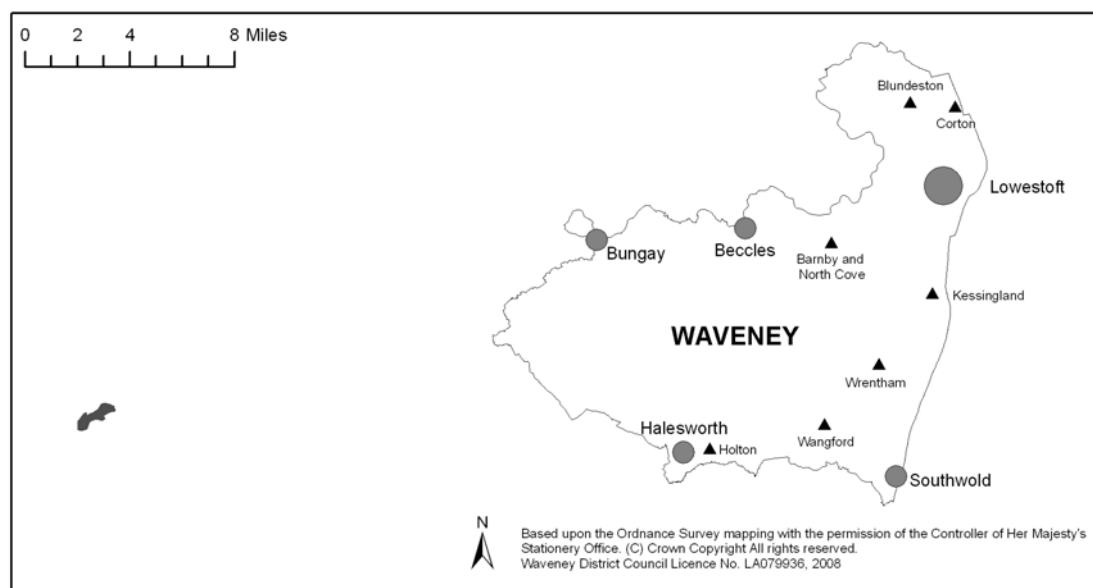 0 2 4 8 Miles
Blundeston
Corton
Lowestoft
Bungay
Beccles
Barnby and
North Cove
Kessingland
WAVENEY
Wrentham
Halesworth
Holton
Wangford
Southwold
N
Based upon the Ordnance Survey mapping with the permission of the Controller of Her Majesty's
Stationery Office. (C) Crown Copyright All rights reserved.
Waveney District Council Licence No. LA079936, 2008